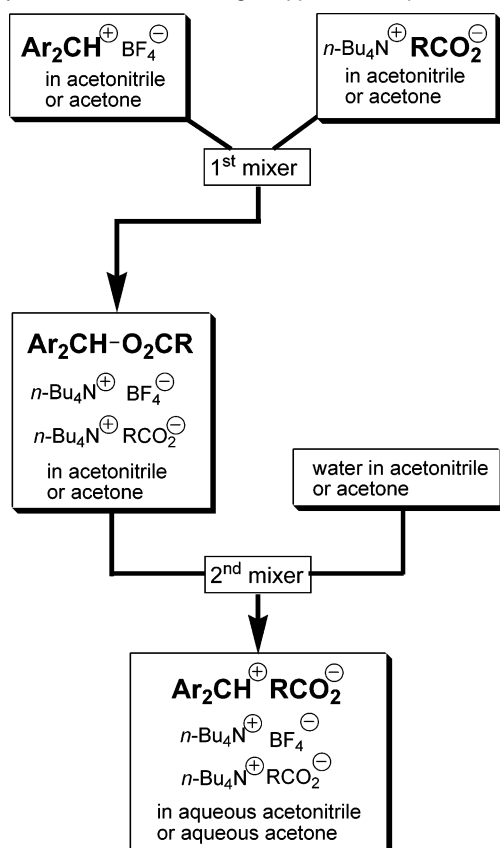 Ar₂CH⊕ BF₄⊖
in acetonitrile
or acetone
n-Bu₄N⊕ RCO₂⊖
in acetonitrile
or acetone
1st mixer
Ar₂CH-O₂CR
n-Bu₄N⊕ BF₄⊖
n-Bu₄N⊕ RCO₂⊖
in acetonitrile
or acetone
water in acetonitrile
or acetone
2nd mixer
Ar₂CH⊕ RCO₂⊖
n-Bu₄N⊕ BF₄⊖
n-Bu₄N⊕ RCO₂⊖
in aqueous acetonitrile
or aqueous acetone